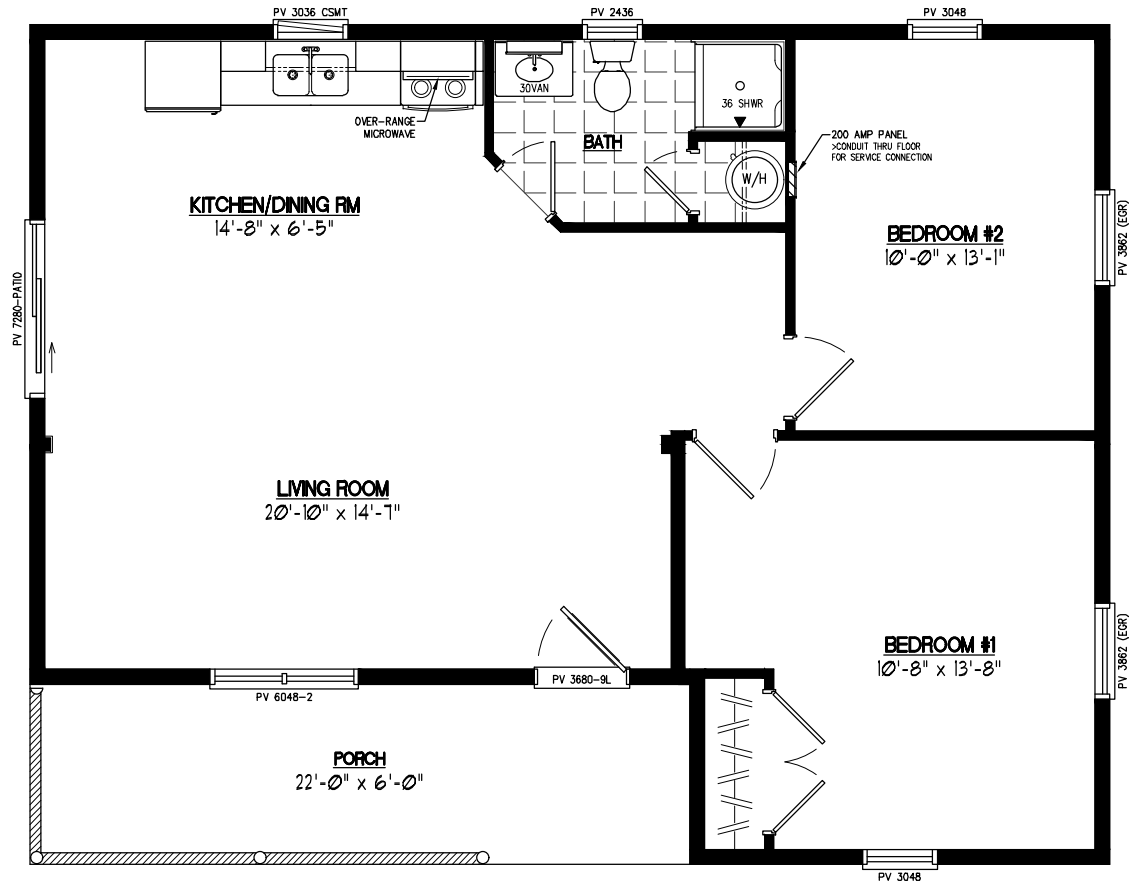 PV 3036 CSMT
PV 2436
PV 3048
30VAN
36 SHWR
OVER-RANGE
MICROWAVE
BATH
200 AMP PANEL
>CONDUIT THRU FLOOR
FOR SERVICE CONNECTION
W/H
KITCHEN/DINING RM
14'-8" x 6'-5"
BEDROOM #2
10'-0" x 13'-1"
PV 3862 (EGR)
PV 7280-PATIO
LIVING ROOM
20'-10" x 14'-7"
BEDROOM #1
10'-8" x 13'-8"
PV 3862 (EGR)
PV 6048-2
PV 3680-9L
PORCH
22'-0" x 6'-0"
PV 3048